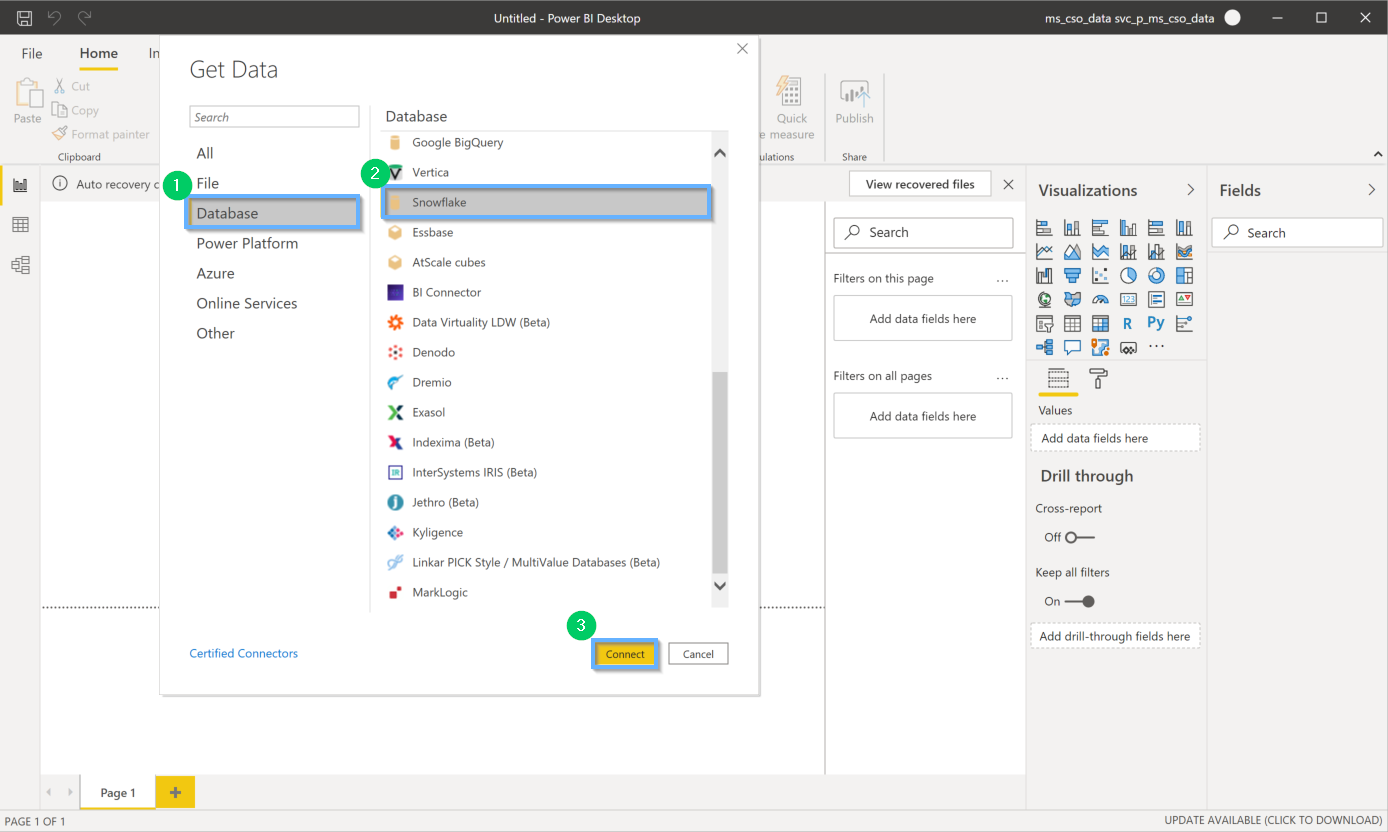 Untitled - Power BI Desktop
ms_cso_data svc_p_ms_cso_data
File
Home
In
Paste
Cut
Copy
Format painter
Clipboard
Quick
e measure
ulations
Publish
Share
Auto recovery c
View recovered files
Get Data
Search
All
1
File
Database
Power Platform
Azure
Online Services
Other
Database
Google BigQuery
2
Vertica
Snowflake
Essbase
AtScale cubes
BI Connector
Data Virtuality LDW (Beta)
Denodo
Dremio
Exasol
Indexima (Beta)
InterSystems IRIS (Beta)
Jethro (Beta)
Kyligence
Linkar PICK Style / MultiValue Databases (Beta)
MarkLogic
3
Certified Connectors
Connect
Cancel
Search
Filters on this page
...
Add data fields here
Filters on all pages
...
Add data fields here
Visualizations
123
R
Py
...
Values
Add data fields here
Drill through
Cross-report
Off
Keep all filters
On
Add drill-through fields here
Fields
Search
Page 1
+
PAGE 1 OF 1
UPDATE AVAILABLE (CLICK TO DOWNLOAD)